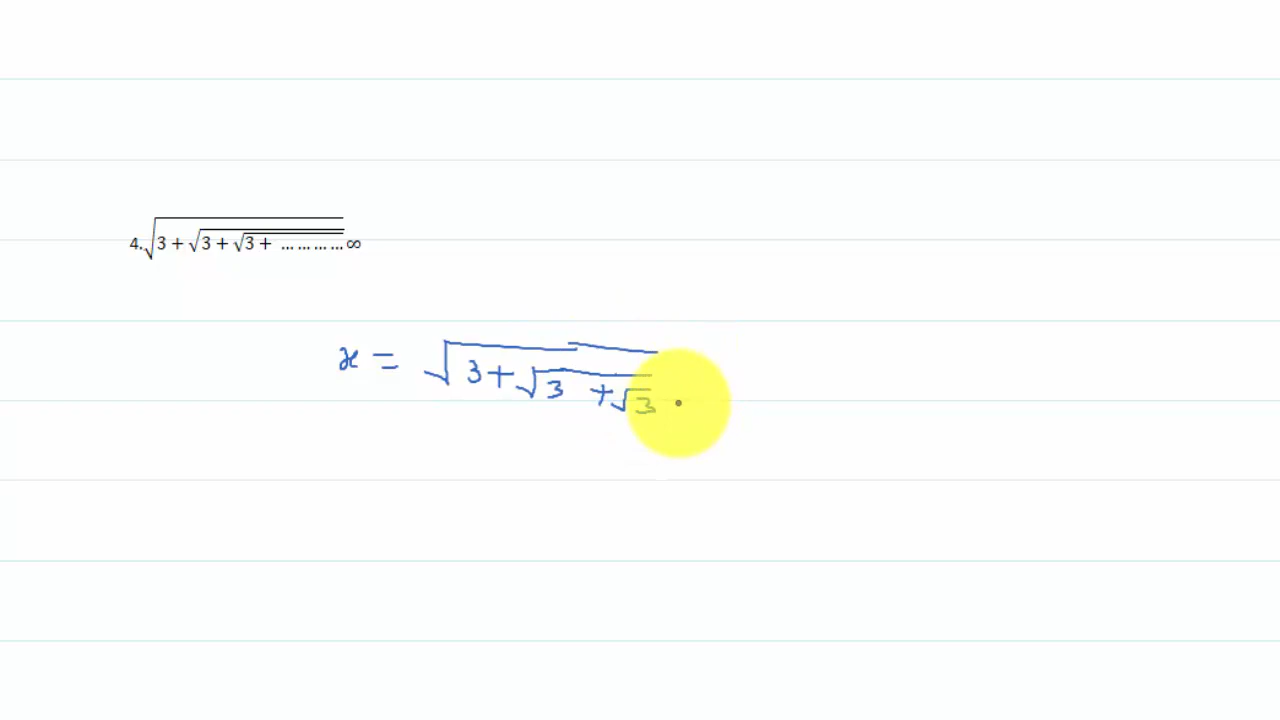 4.√3 + √3 + √3 + ... ... ... ...∞
x = √3 + √3 + √3